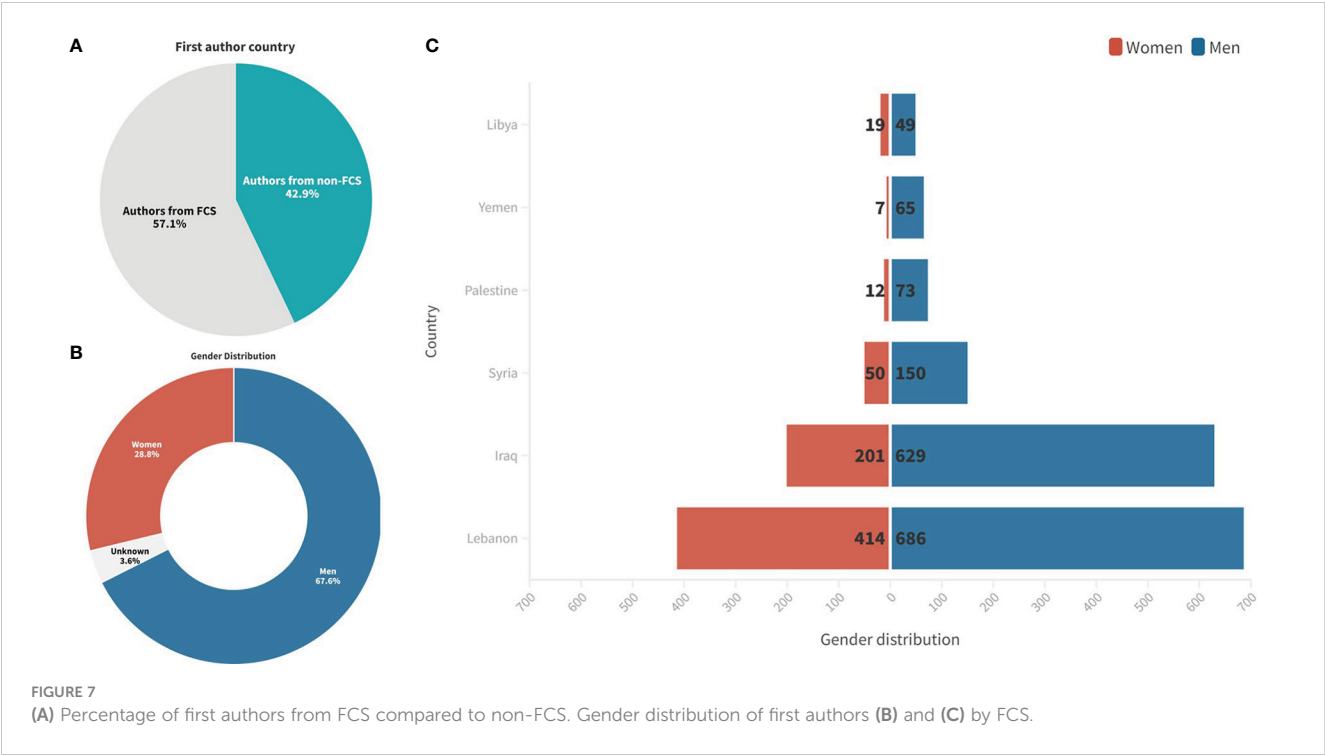 A
First author country
Authors from non-FCS
42.9%
Authors from FCS
57.1%
B
Gender Distribution
Women
28.8%
Unknown
3.6%
Men
67.6%
C
Women Men
Country
Libya 19 49
Yemen 7 65
Palestine 12 73
Syria 50 150
Iraq 201 629
Lebanon 414 686
700 600 500 400 300 200 100 0 100 200 300 400 500 600 700
Gender distribution
FIGURE 7
(A) Percentage of first authors from FCS compared to non-FCS. Gender distribution of first authors (B) and (C) by FCS.